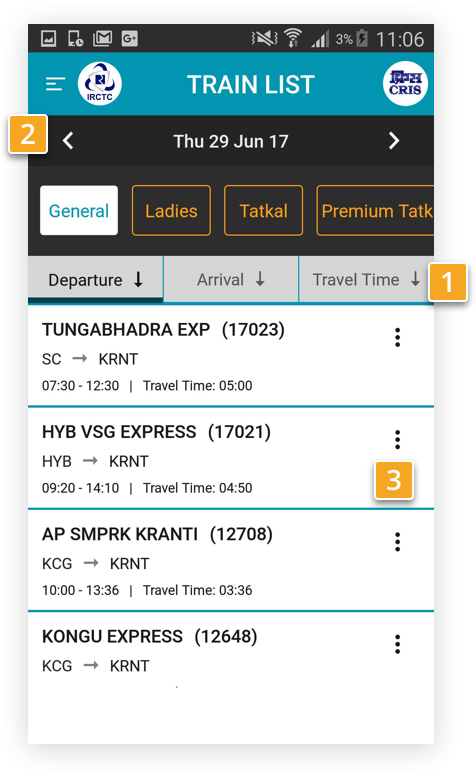 3% 11:06
IRCTC TRAIN LIST CRIS
2 Thu 29 Jun 17
General Ladies Tatkal Premium Tatk
Departure ↓ Arrival ↓ Travel Time ↓ 1
TUNGABHADRA EXP (17023)
SC → KRNT
07:30 - 12:30 | Travel Time: 05:00
HYB VSG EXPRESS (17021)
HYB → KRNT
3
09:20 - 14:10 | Travel Time: 04:50
AP SMPRK KRANTI (12708)
KCG → KRNT
10:00 - 13:36 | Travel Time: 03:36
KONGU EXPRESS (12648)
KCG → KRNT